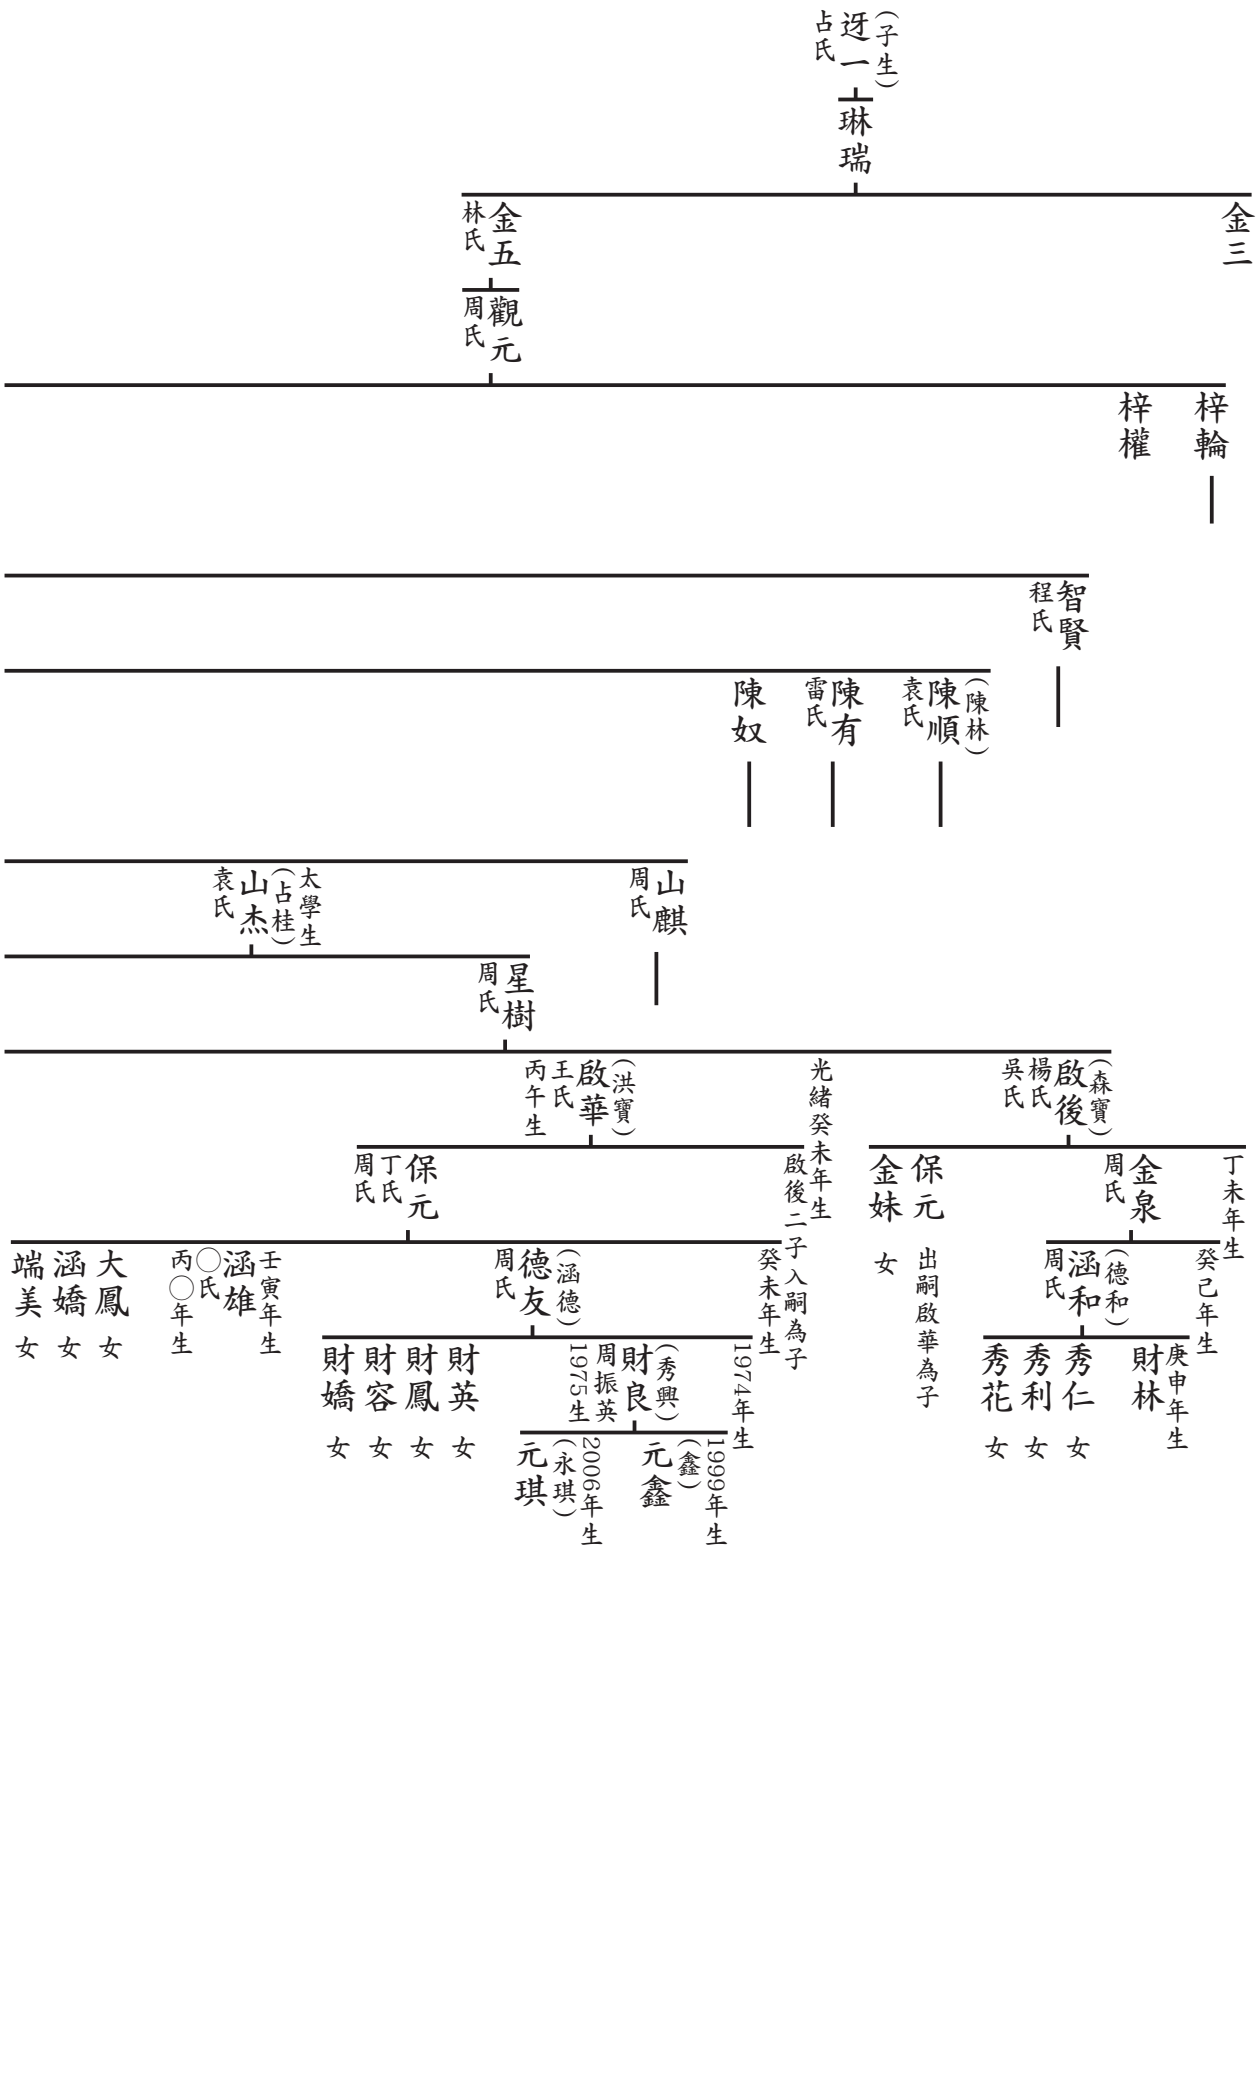 (子生)
迓一
占氏
琳瑞
金三
金五
林氏
觀元
周氏
梓輪
梓權
智賢
程氏
(陳林)
陳順
袁氏
陳有
雷氏
陳奴
山麒
周氏
太學生
(占桂)
山杰
袁氏
星樹
周氏
(森寶)
啟後
楊氏
吳氏
光緒癸未年生
(洪寶)
啟華
王氏
丙午生
丁未年生
金泉
周氏
保元 出嗣啟華為子
金妹 女
啟後二子入嗣為子
保元
丁氏
周氏
癸己年生
(德和)
涵和
周氏
癸未年生
(涵德)
德友
周氏
壬寅年生
涵雄
〇氏
丙〇年生
大鳳 女
涵嬌 女
端美 女
庚申年生
財林
秀仁 女
秀利 女
秀花 女
1974年生
(秀興)
財良
周振英
1975生
財英 女
財鳳 女
財容 女
財嬌 女
1999年生
(鑫)
元鑫
2006年生
(永琪)
元琪